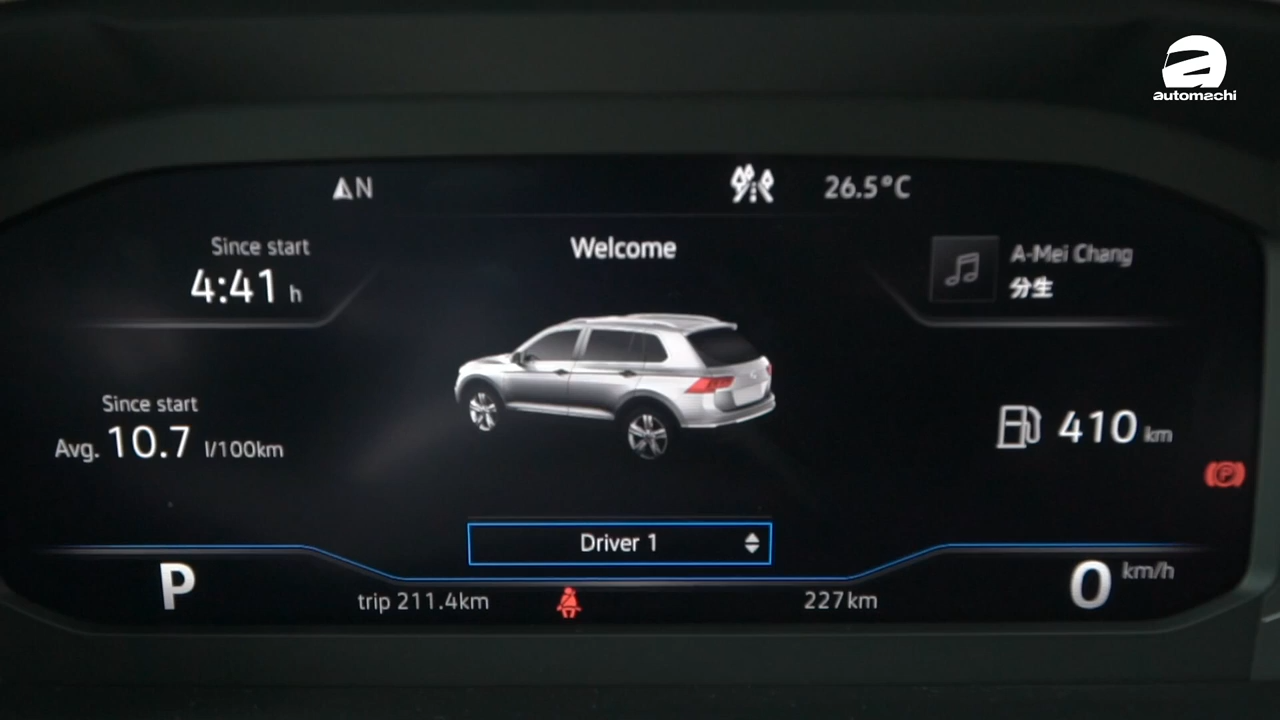 automachi
N
26.5°C
Since start
4:41 h
Welcome
A-Mei Chang
分生
Since start
Avg. 10.7 l/100km
410 km
P
Driver 1
P
trip 211.4km
227km
0 km/h